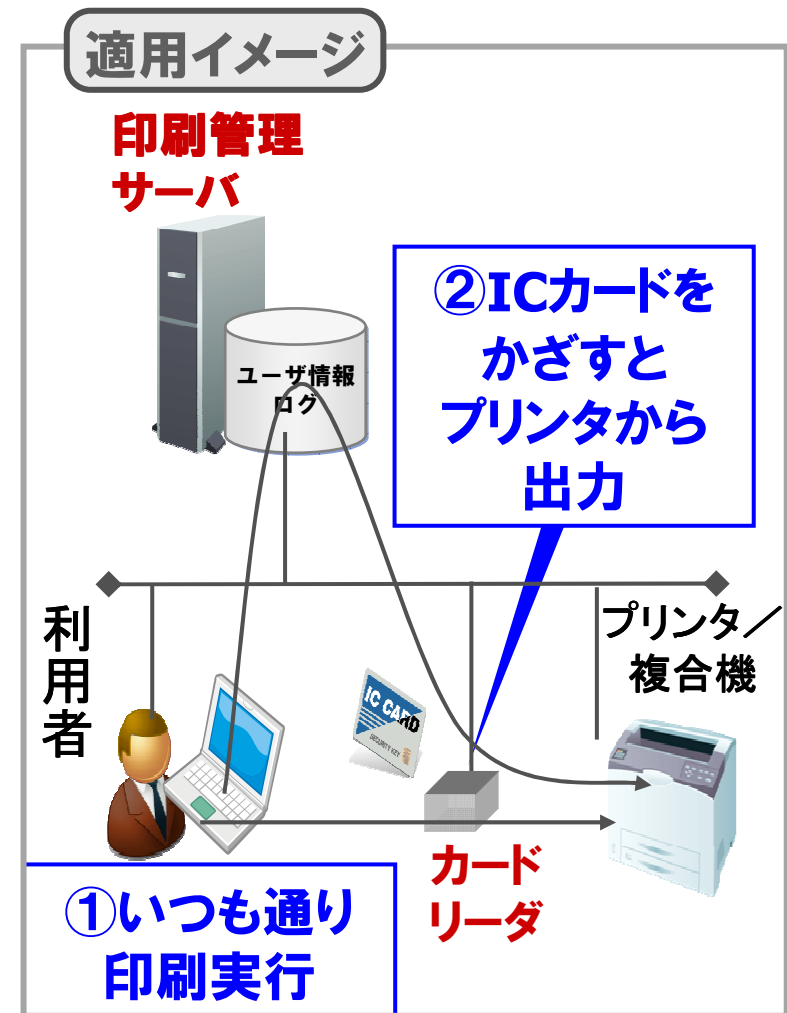 適用イメージ
印刷管理
サーバ
ユーザ情報
ログ
②ICカードを
かざすと
プリンタから
出力
利用者
プリンタ／
複合機
IC CARD
SECURITY KEY
カード
リーダ
①いつも通り
印刷実行